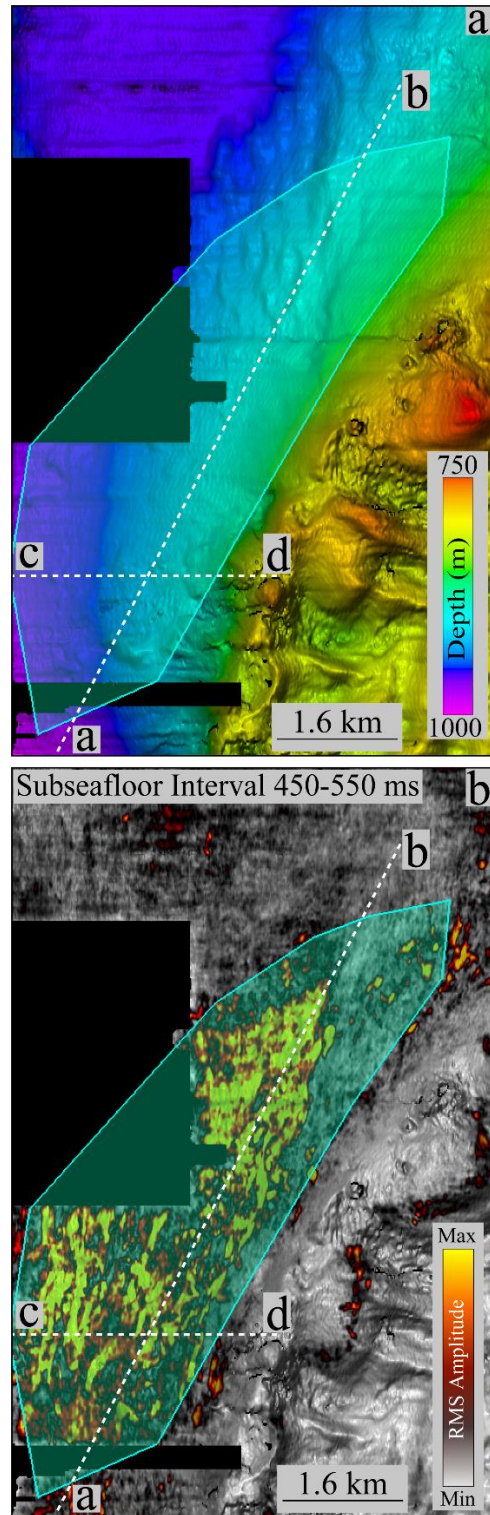 a
b
c
d
a
750
Depth (m)
1000
1.6 km
Subseafloor Interval 450-550 ms
b
b
c
d
a
Max
RMS Amplitude
Min
1.6 km